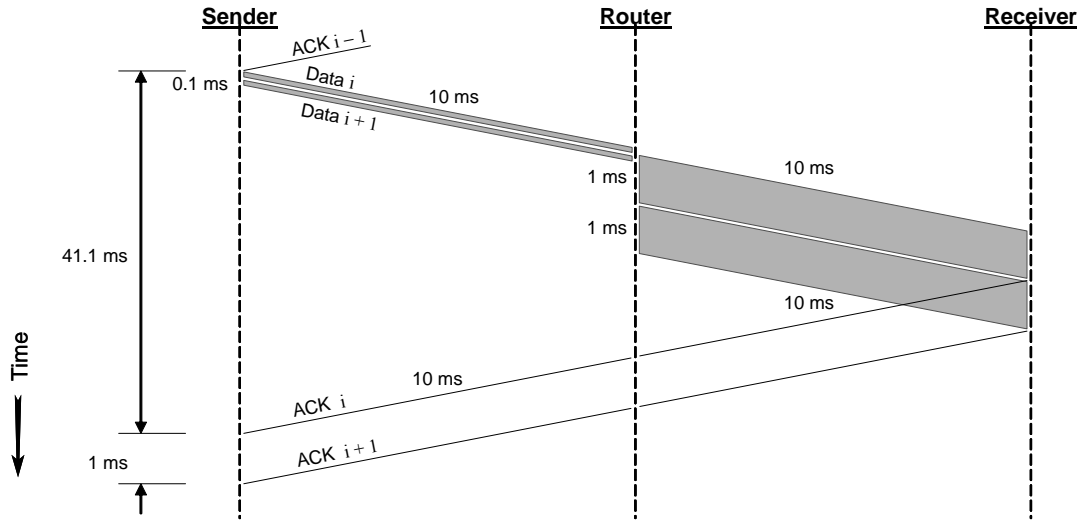 Sender
Router
Receiver
ACK i – 1
0.1 ms
Data i
10 ms
Data i + 1
1 ms
10 ms
1 ms
41.1 ms
10 ms
Time
10 ms
ACK i
ACK i + 1
1 ms